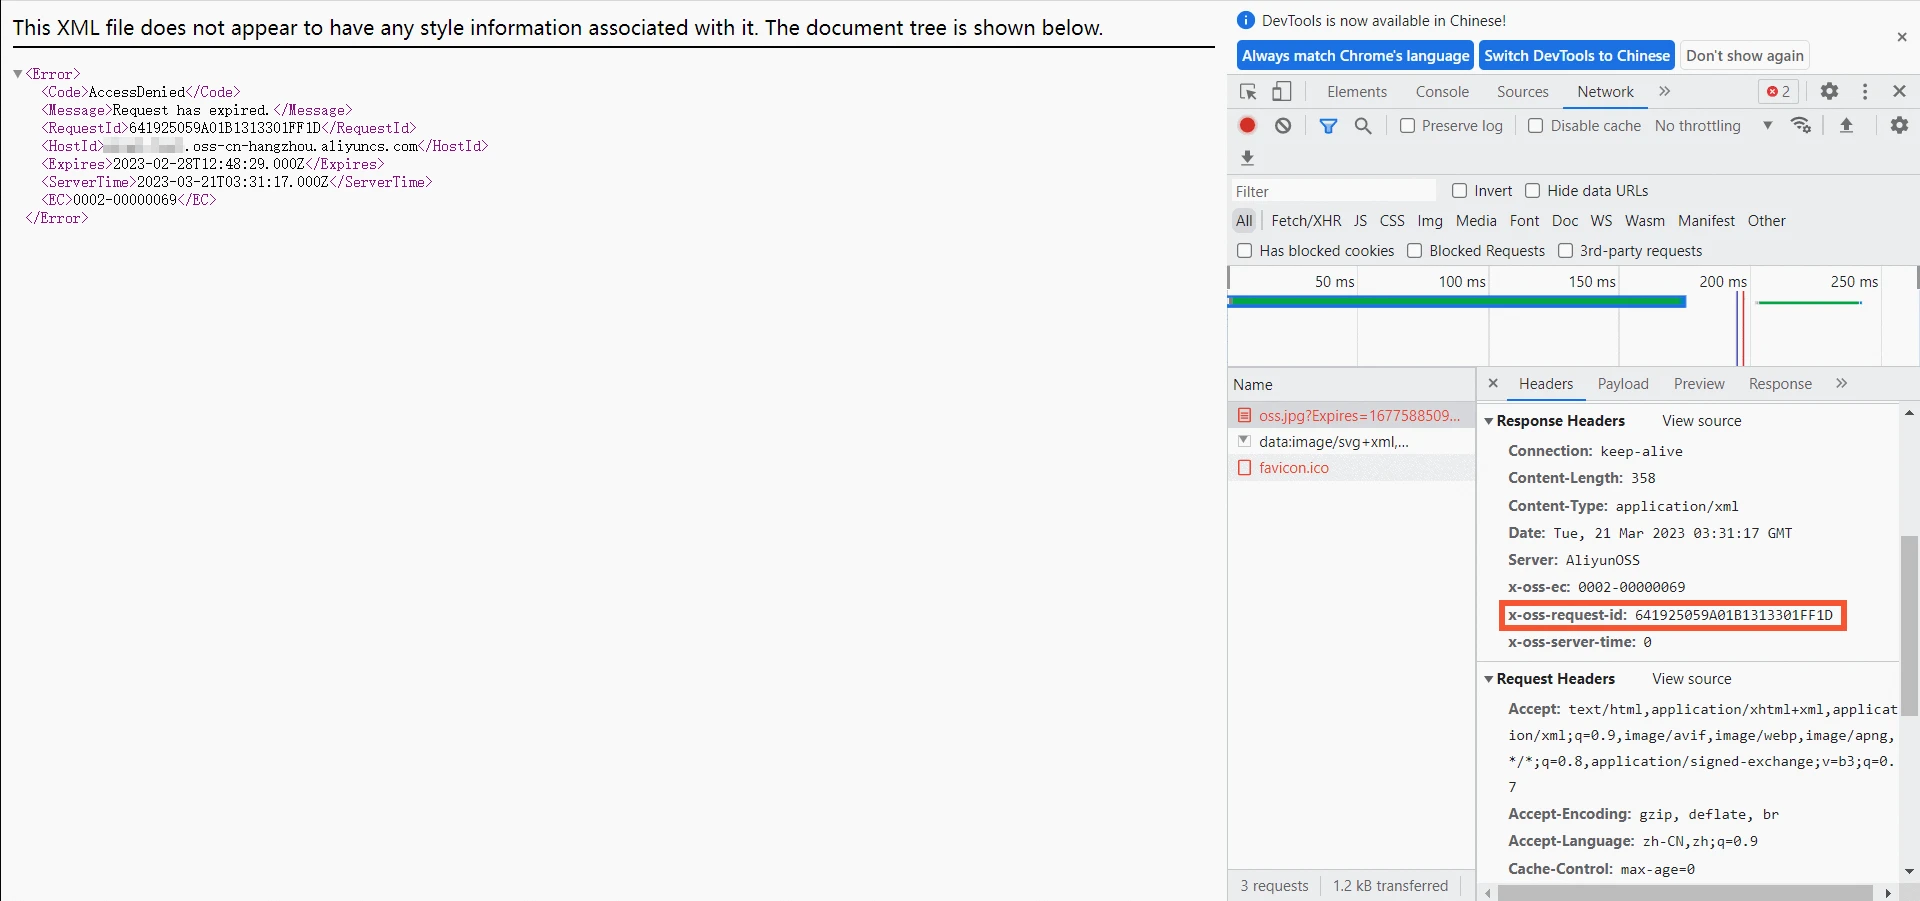 This XML file does not appear to have any style information associated with it. The document tree is shown below.
<Error>
<Code>AccessDenied</Code>
<Message>Request has expired.</Message>
<RequestId>641925059A01B1313301FF1D</RequestId>
<HostId> .oss-cn-hangzhou.aliyuncs.com</HostId>
<Expires>2023-02-28T12:48:29.000Z</Expires>
<ServerTime>2023-03-21T03:31:17.000Z</ServerTime>
<EC>0002-00000069</EC>
</Error>
DevTools is now available in Chinese!
Always match Chrome's language Switch DevTools to Chinese Don't show again
Elements Console Sources Network 2
Preserve log Disable cache No throttling
Filter Invert Hide data URLs
All Fetch/XHR JS CSS Img Media Font Doc WS Wasm Manifest Other
Has blocked cookies Blocked Requests 3rd-party requests
50 ms 100 ms 150 ms 200 ms 250 ms
Name
oss.jpg?Expires=1677588509...
data:image/svg+xml,...
favicon.ico
3 requests 1.2 kB transferred
Headers Payload Preview Response
Response Headers View source
Connection: keep-alive
Content-Length: 358
Content-Type: application/xml
Date: Tue, 21 Mar 2023 03:31:17 GMT
Server: AliyunOSS
x-oss-ec: 0002-00000069
x-oss-request-id: 641925059A01B1313301FF1D
x-oss-server-time: 0
Request Headers View source
Accept: text/html,application/xhtml+xml,applicat
ion/xml;q=0.9,image/avif,image/webp,image/apng,
*/*;q=0.8,application/signed-exchange;v=b3;q=0.
7
Accept-Encoding: gzip, deflate, br
Accept-Language: zh-CN,zh;q=0.9
Cache-Control: max-age=0